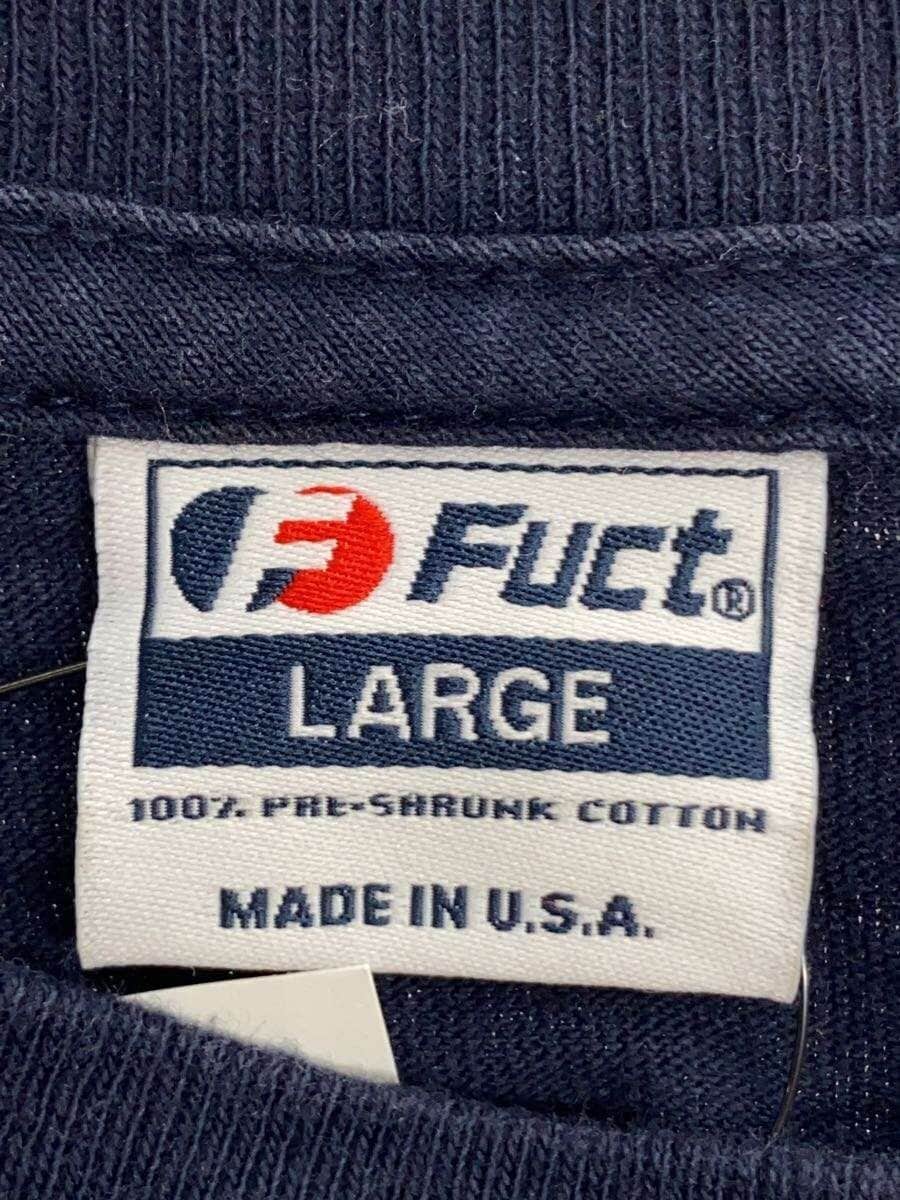 F Fuct®
LARGE
100% PRE-SHRUNK COTTON
MADE IN U.S.A.